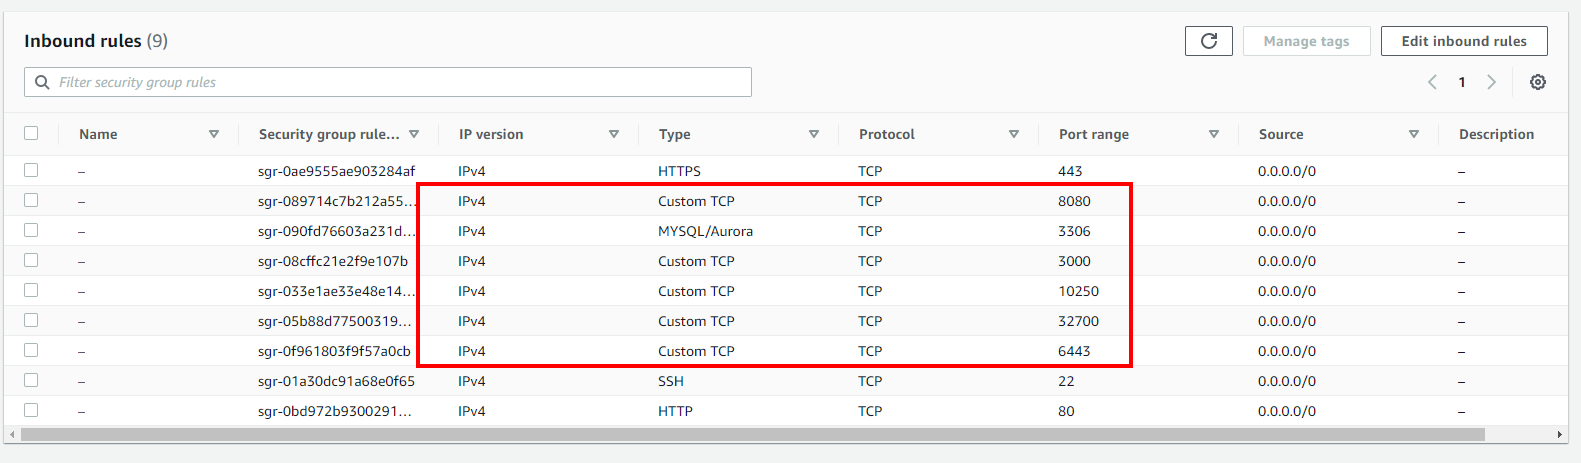 Inbound rules (9)
Manage tags
Edit inbound rules
Filter security group rules
1
Name Security group rule... IP version Type Protocol Port range Source Description
– sgr-0ae9555ae903284af IPv4 HTTPS TCP 443 0.0.0.0/0 –
– sgr-089714c7b212a55... IPv4 Custom TCP TCP 8080 0.0.0.0/0 –
– sgr-090fd76603a231d... IPv4 MYSQL/Aurora TCP 3306 0.0.0.0/0 –
– sgr-08cffc21e2f9e107b IPv4 Custom TCP TCP 3000 0.0.0.0/0 –
– sgr-033e1ae33e48e14... IPv4 Custom TCP TCP 10250 0.0.0.0/0 –
– sgr-05b88d77500319... IPv4 Custom TCP TCP 32700 0.0.0.0/0 –
– sgr-0f961803f9f57a0cb IPv4 Custom TCP TCP 6443 0.0.0.0/0 –
– sgr-01a30dc91a68e0f65 IPv4 SSH TCP 22 0.0.0.0/0 –
– sgr-0bd972b9300291... IPv4 HTTP TCP 80 0.0.0.0/0 –